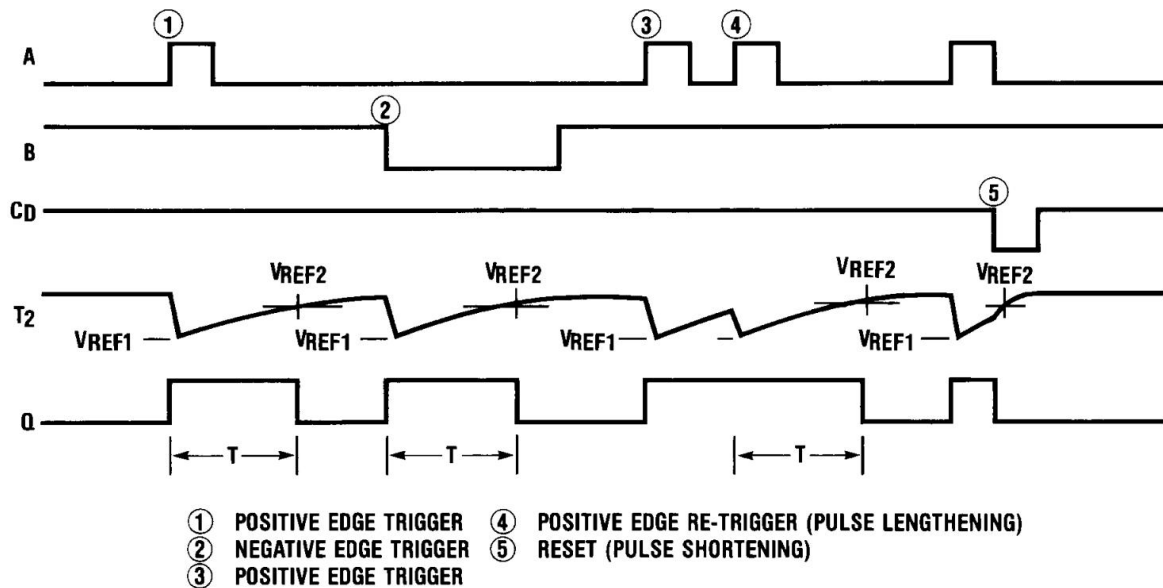 ① ③ ④
A
②
B
⑤
CD
VREF2 VREF2 VREF2 VREF2
T2
VREF1 VREF1 VREF1 VREF1
Q
T T T
① POSITIVE EDGE TRIGGER ④ POSITIVE EDGE RE-TRIGGER (PULSE LENGTHENING)
② NEGATIVE EDGE TRIGGER ⑤ RESET (PULSE SHORTENING)
③ POSITIVE EDGE TRIGGER